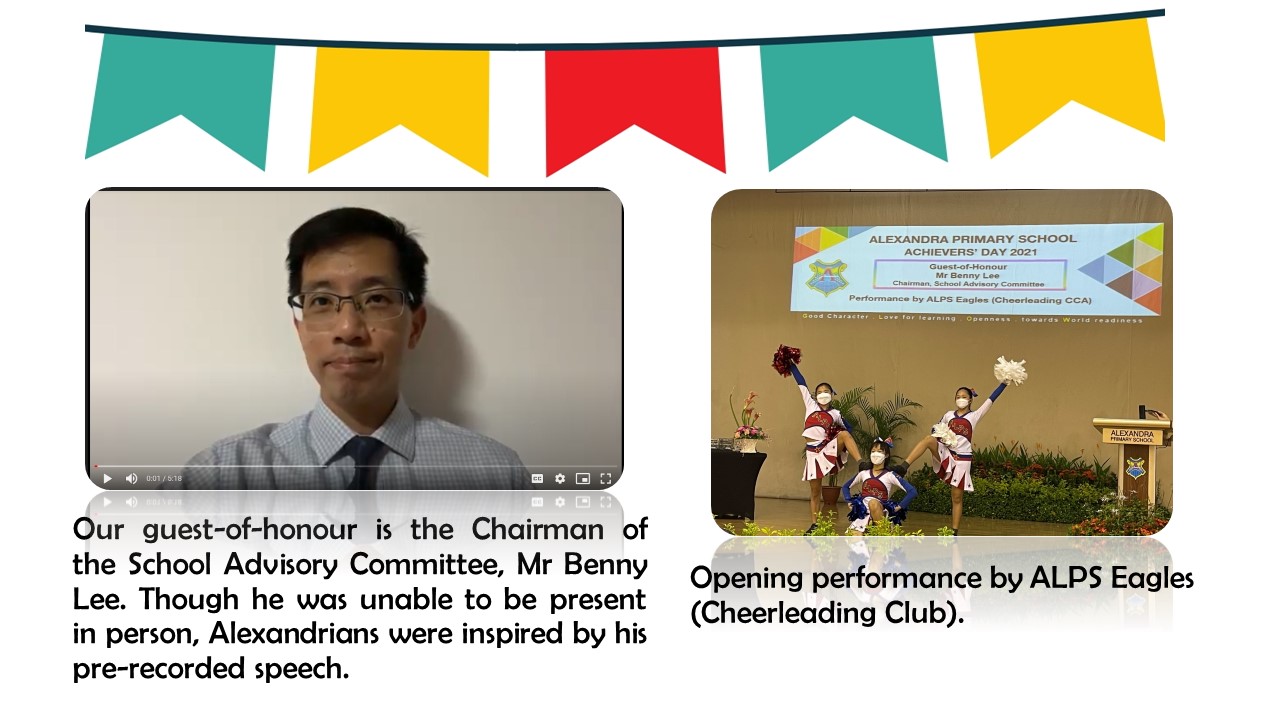 0:01 / 5:18
Our guest-of-honour is the Chairman of
the School Advisory Committee, Mr Benny
Lee. Though he was unable to be present
in person, Alexandrians were inspired by his
pre-recorded speech.
ALEXANDRA PRIMARY SCHOOL
ACHIEVERS' DAY 2021
Guest-of-Honour
Mr Benny Lee
Chairman, School Advisory Committee
Performance by ALPS Eagles (Cheerleading CCA)
Good Character . Love for learning . Openness . towards World readiness
ALEXANDRA
PRIMARY SCHOOL
Opening performance by ALPS Eagles
(Cheerleading Club).